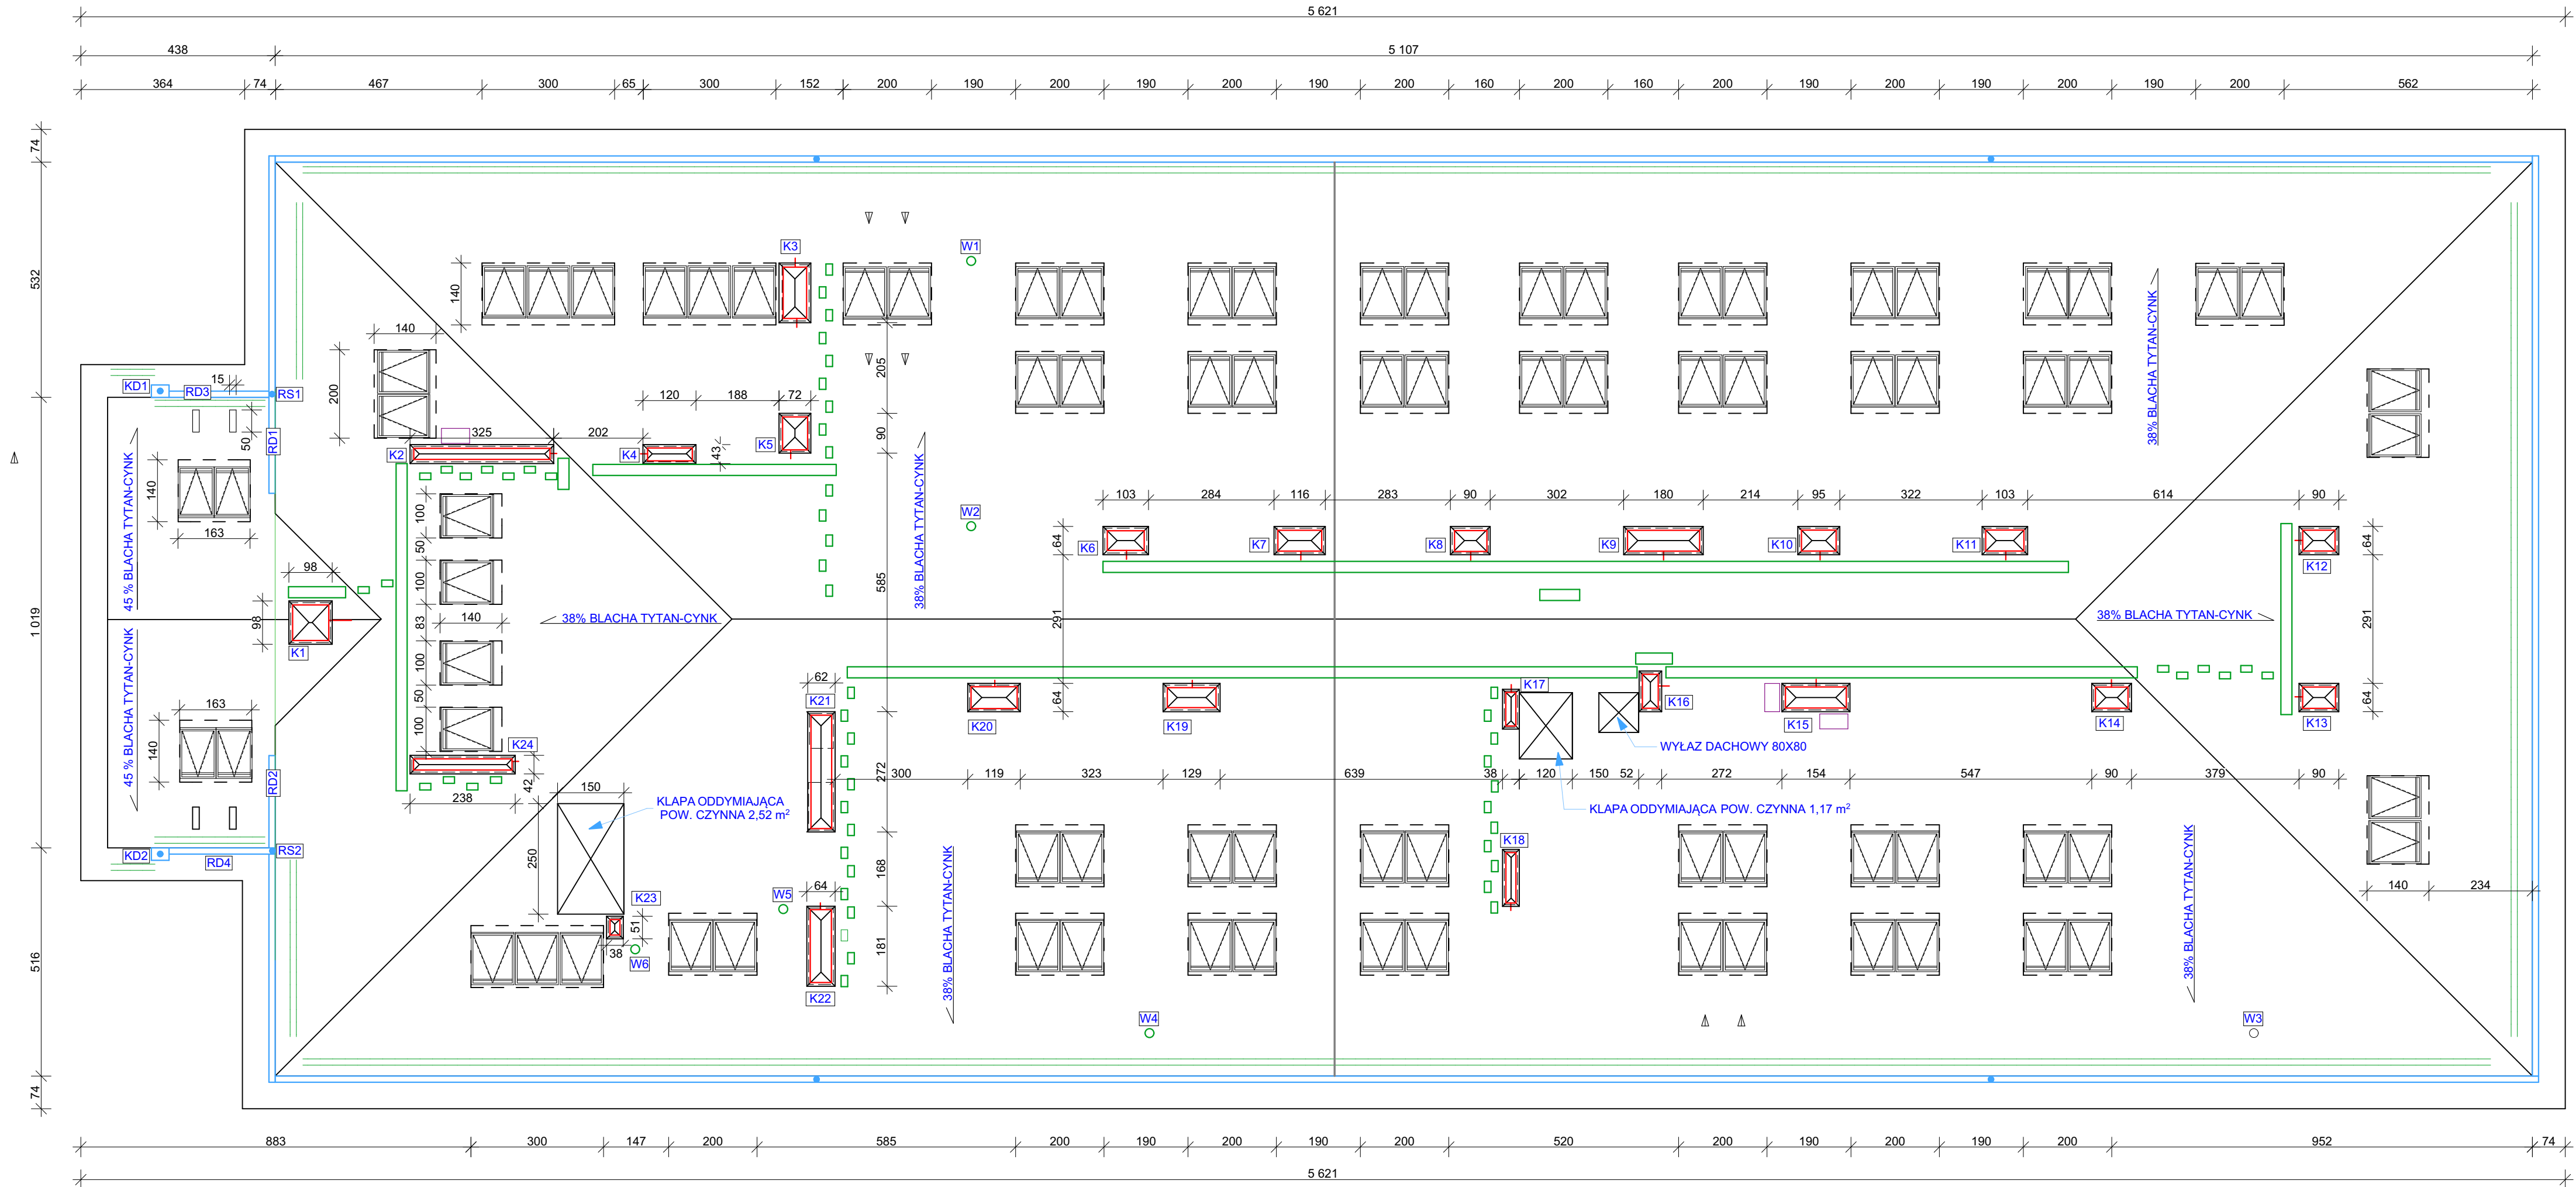 5 621
438 5 107
364 74 467 300 65 300 152 200 190 200 190 200 190 200 160 200 160 200 190 200 190 200 190 200 562
74
532
1 019
516
74
K3
W1
140
140
200
205
38% BLACHA TYTAN-CYNK
KD1
RD3
15
RS1
50
RD1
120 188 72
325 202
K2
K4
43
K5
90
45 % BLACHA TYTAN-CYNK
140
163
38% BLACHA TYTAN-CYNK
W2
103 284 116 283 90 302 180 214 95 322 103 614 90
100
50
100
83
100
50
100
140
64
K6
K7
K8
K9
K10
K11
K12
64
98
98
K1
38% BLACHA TYTAN-CYNK
585
291
38% BLACHA TYTAN-CYNK
291
45 % BLACHA TYTAN-CYNK
163
140
62
K21
K20
64
K19
K17
K16
K15
K14
K13
64
K24
WYŁAZ DACHOWY 80X80
RD2
42
238
150
272
300 119 323 129 639 38 120 150 52 272 154 547 90 379 90
KLAPA ODDYMIAJĄCA
POW. CZYNNA 2,52 m²
KLAPA ODDYMIAJĄCA POW. CZYNNA 1,17 m²
KD2
RD4
RS2
250
K18
168
64
W5
K23
51
38
W6
181
K22
38% BLACHA TYTAN-CYNK
38% BLACHA TYTAN-CYNK
140 234
W4
W3
883 300 147 200 585 200 190 200 190 200 520 200 190 200 190 200 952 74
5 621